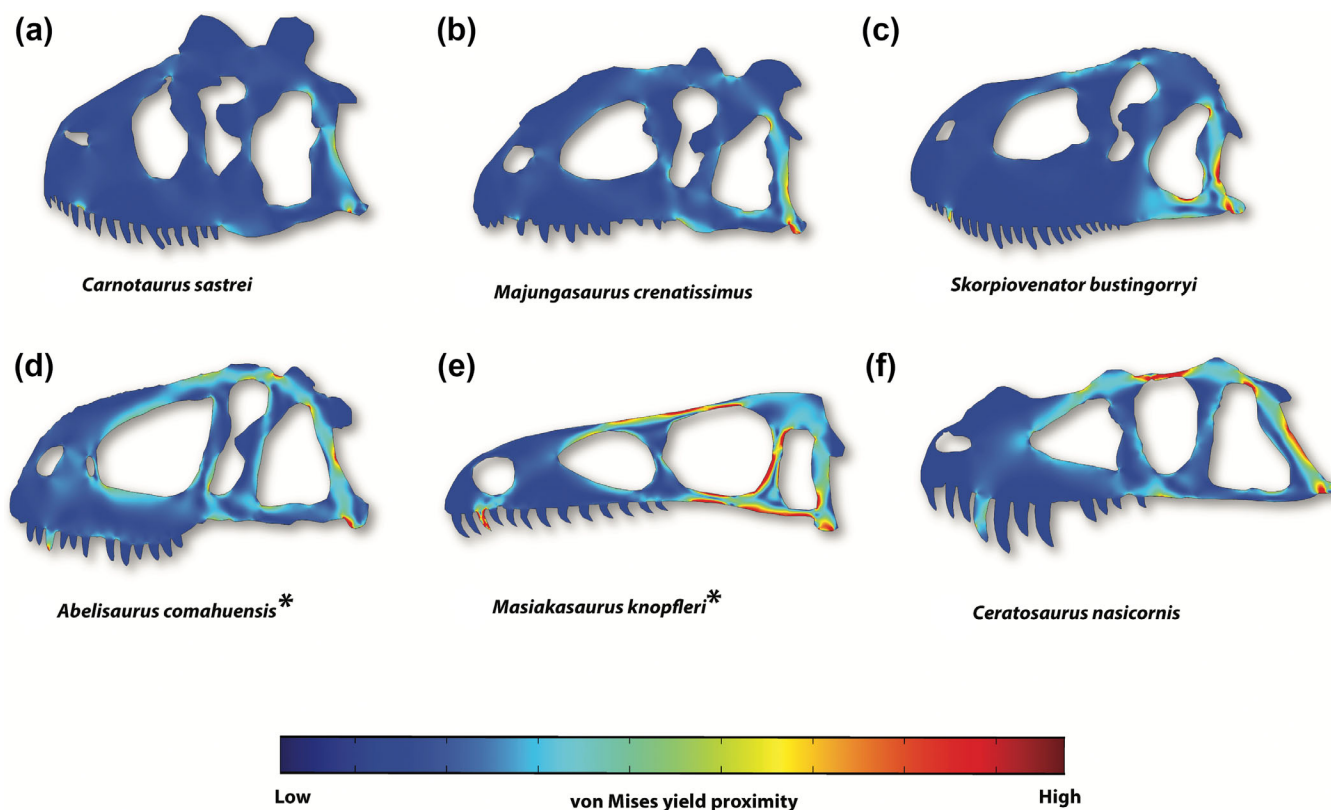 (a)
(b)
(c)
Carnotaurus sastrei
Majungasaurus crenatissimus
Skorpiovenator bustingorryi
(d)
(e)
(f)
Abelisaurus comahuensis*
Masiakasaurus knopfleri*
Ceratosaurus nasicornis
Low
von Mises yield proximity
High